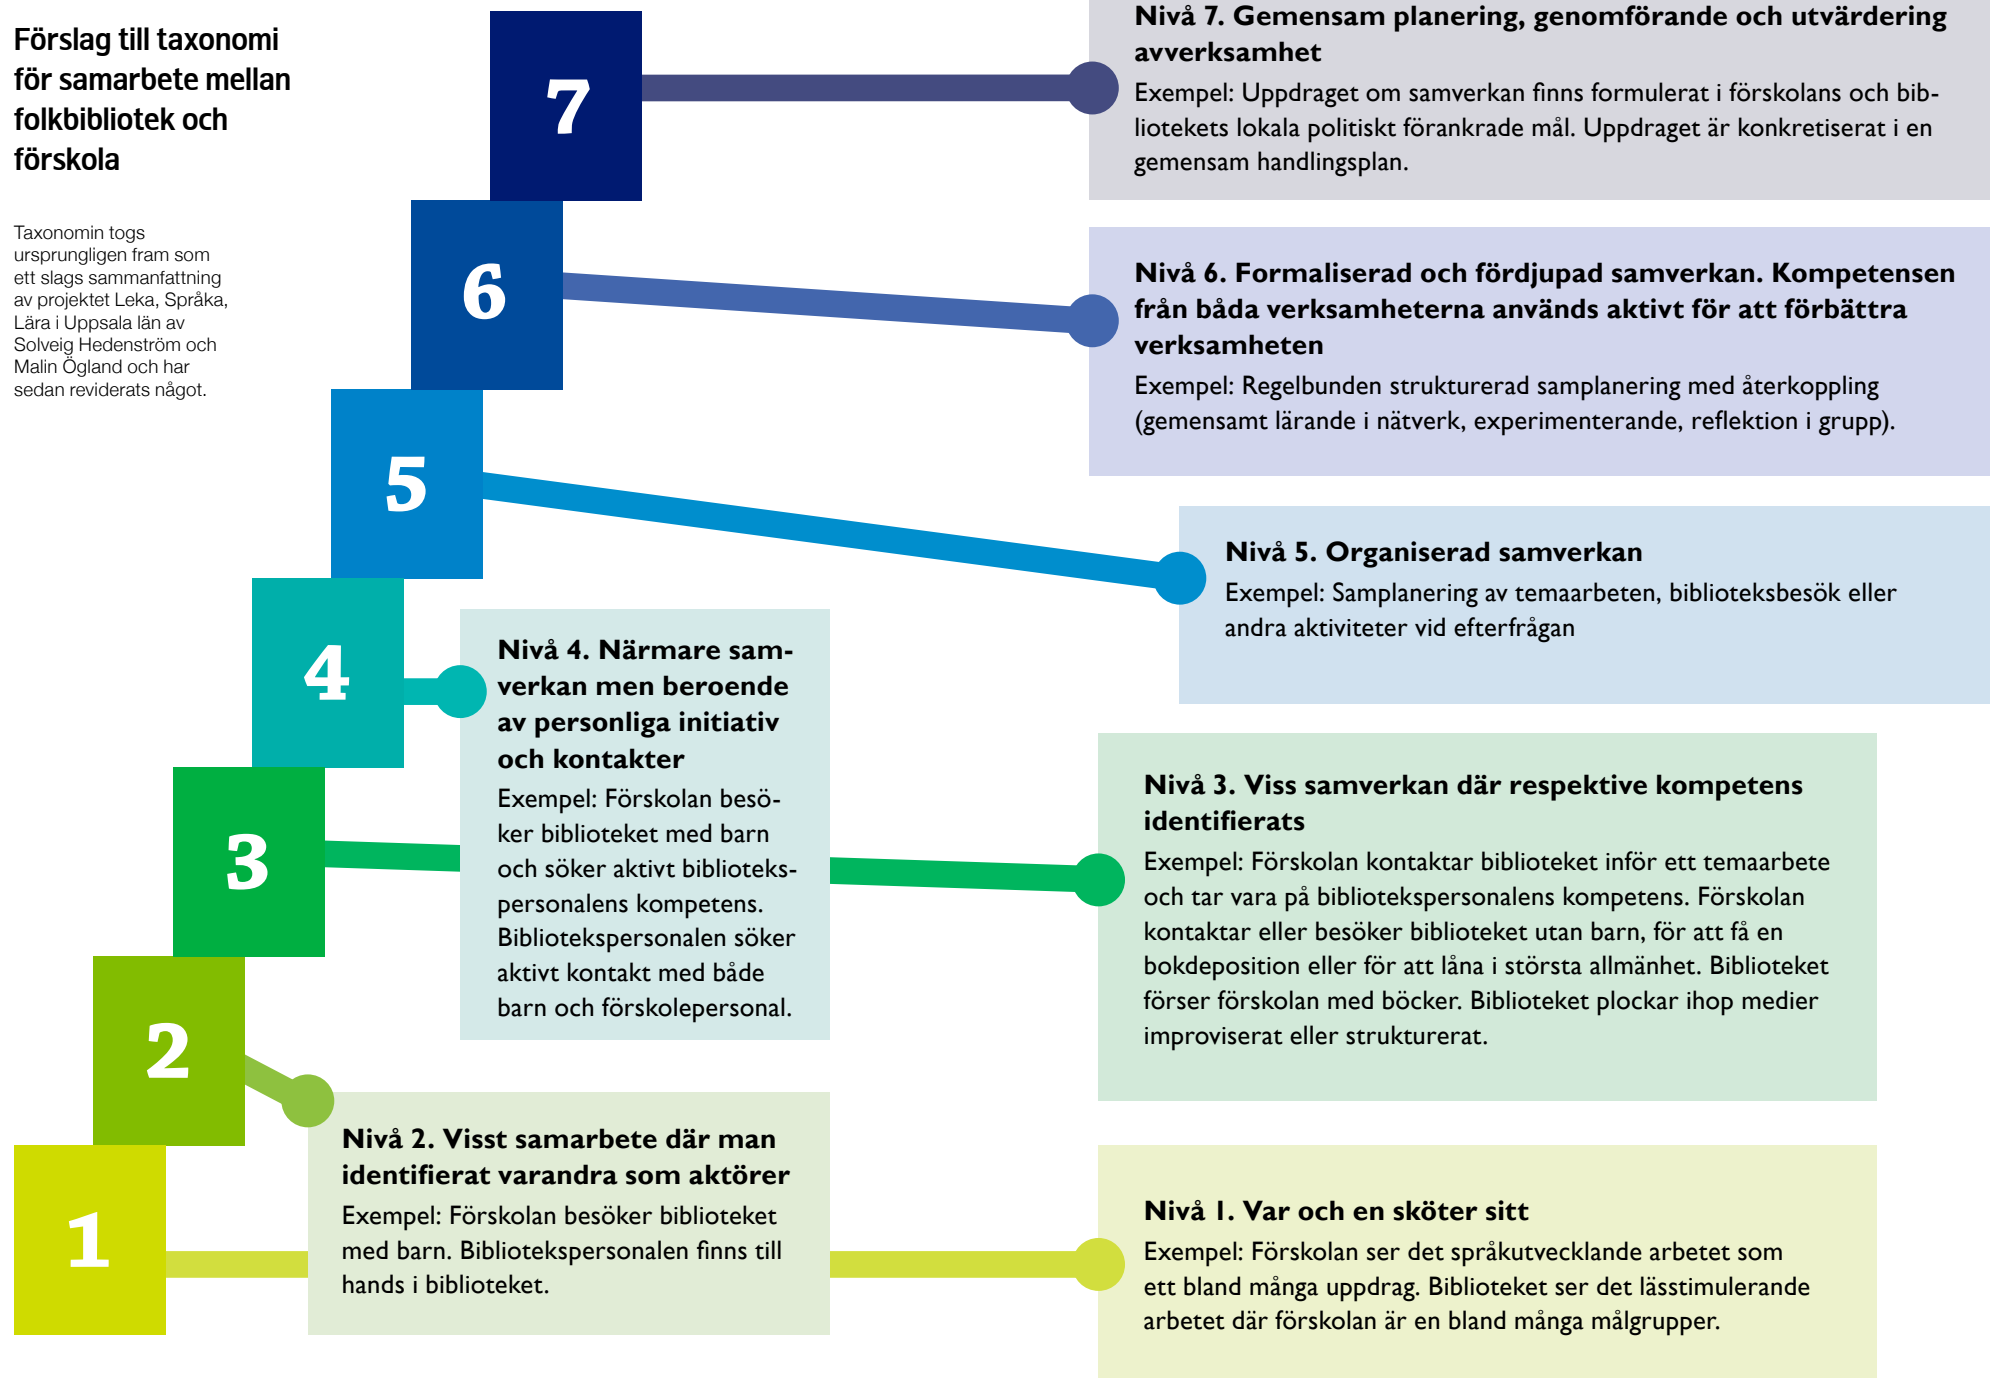 Förslag till taxonomi
för samarbete mellan
folkbibliotek och
förskola
Taxonomin togs
ursprungligen fram som
ett slags sammanfattning
av projektet Leka, Språka,
Lära i Uppsala län av
Solveig Hedenström och
Malin Ögland och har
sedan reviderats något.
7
Nivå 7. Gemensam planering, genomförande och utvärdering
avverksamhet
Exempel: Uppdraget om samverkan finns formulerat i förskolans och bib-
liotekets lokala politiskt förankrade mål. Uppdraget är konkretiserat i en
gemensam handlingsplan.
6
Nivå 6. Formaliserad och fördjupad samverkan. Kompetensen
från båda verksamheterna används aktivt för att förbättra
verksamheten
Exempel: Regelbunden strukturerad samplanering med återkoppling
(gemensamt lärande i nätverk, experimenterande, reflektion i grupp).
5
Nivå 5. Organiserad samverkan
Exempel: Samplanering av temaarbeten, biblioteksbesök eller
andra aktiviteter vid efterfrågan
4
Nivå 4. Närmare sam-
verkan men beroende
av personliga initiativ
och kontakter
Exempel: Förskolan besö-
ker biblioteket med barn
och söker aktivt biblioteks-
personalens kompetens.
Bibliotekspersonalen söker
aktivt kontakt med både
barn och förskolepersonal.
3
Nivå 3. Viss samverkan där respektive kompetens
identifierats
Exempel: Förskolan kontaktar biblioteket inför ett temaarbete
och tar vara på bibliotekspersonalens kompetens. Förskolan
kontaktar eller besöker biblioteket utan barn, för att få en
bokdeposition eller för att låna i största allmänhet. Biblioteket
förser förskolan med böcker. Biblioteket plockar ihop medier
improviserat eller strukturerat.
2
Nivå 2. Visst samarbete där man
identifierat varandra som aktörer
Exempel: Förskolan besöker biblioteket
med barn. Bibliotekspersonalen finns till
hands i biblioteket.
1
Nivå 1. Var och en sköter sitt
Exempel: Förskolan ser det språkutvecklande arbetet som
ett bland många uppdrag. Biblioteket ser det lässtimulerande
arbetet där förskolan är en bland många målgrupper.